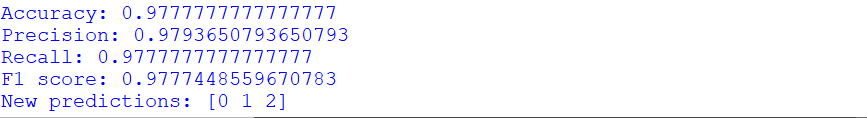 Accuracy: 0.9777777777777777
Precision: 0.9793650793650793
Recall: 0.9777777777777777
F1 score: 0.9777448559670783
New predictions: [0 1 2]